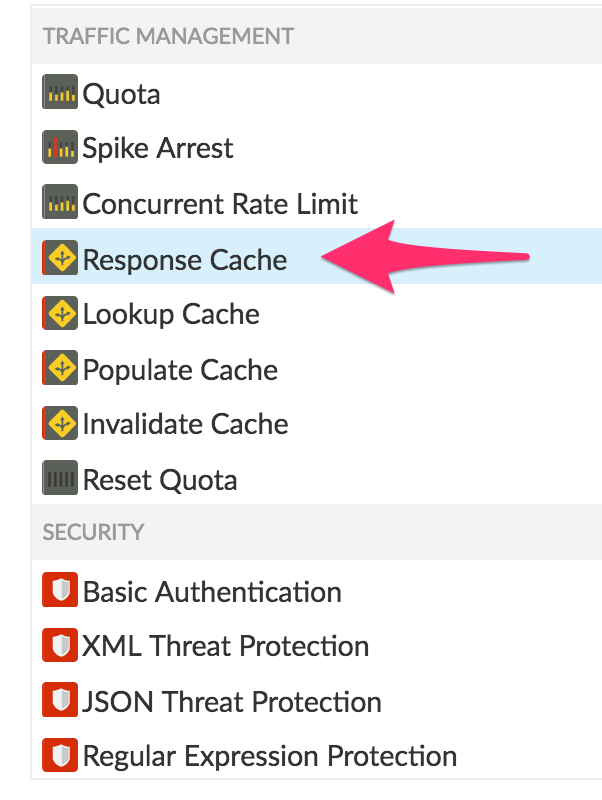 TRAFFIC MANAGEMENT
Quota
Spike Arrest
Concurrent Rate Limit
Response Cache
Lookup Cache
Populate Cache
Invalidate Cache
Reset Quota
SECURITY
Basic Authentication
XML Threat Protection
JSON Threat Protection
Regular Expression Protection